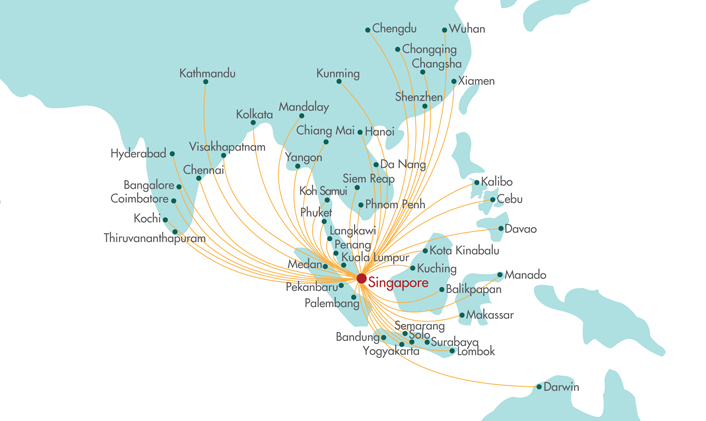 Chengdu
Wuhan
Chongqing
Changsha
Kathmandu
Kunming
Xiamen
Shenzhen
Mandalay
Kolkata
Chiang Mai
Hanoi
Visakhapatnam
Hyderabad
Yangon
Da Nang
Chennai
Siem Reap
Kalibo
Bangalore
Koh Samui
Coimbatore
Cebu
Phnom Penh
Phuket
Kochi
Langkawi
Davao
Thiruvananthapuram
Penang
Kota Kinabalu
Kuala Lumpur
Medan
Kuching
Manado
Singapore
Pekanbaru
Balikpapan
Palembang
Makassar
Semarang
Bandung
Solo
Surabaya
Yogyakarta
Lombok
Darwin